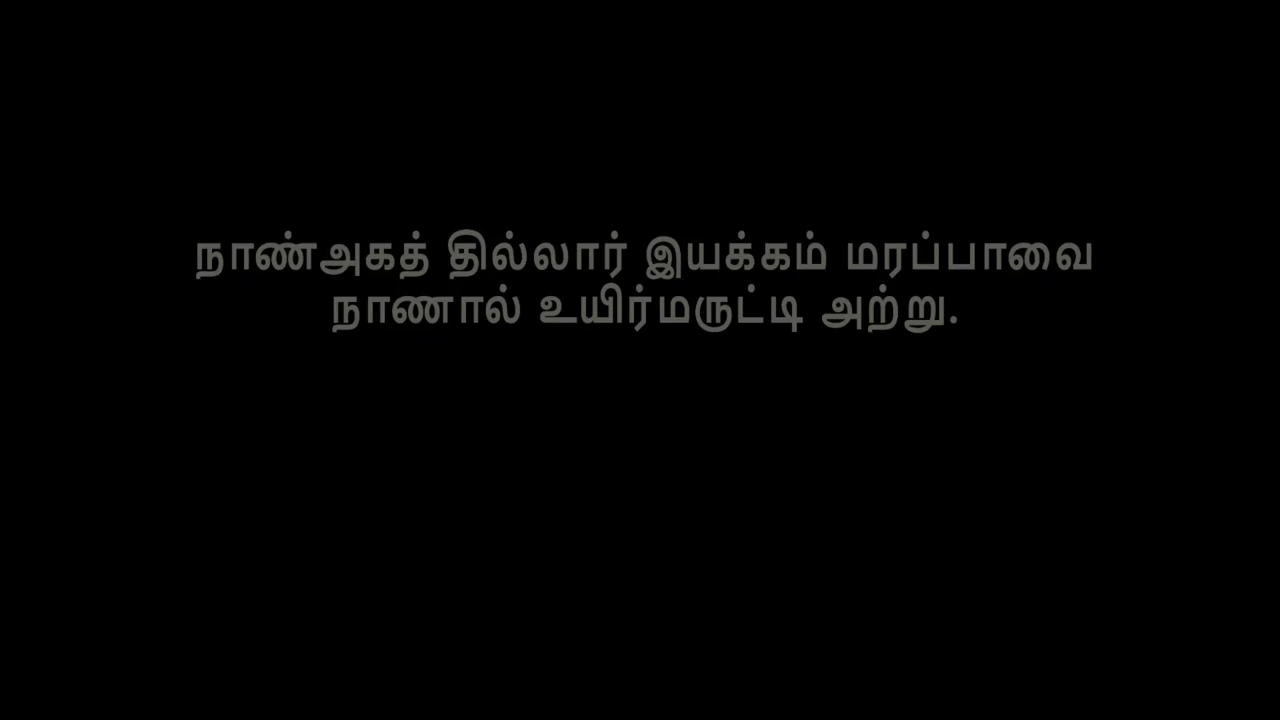 நாண்அகத் தில்லார் இயக்கம் மரப்பாவை
நாணால் உயிர்மருட்டி அற்று.